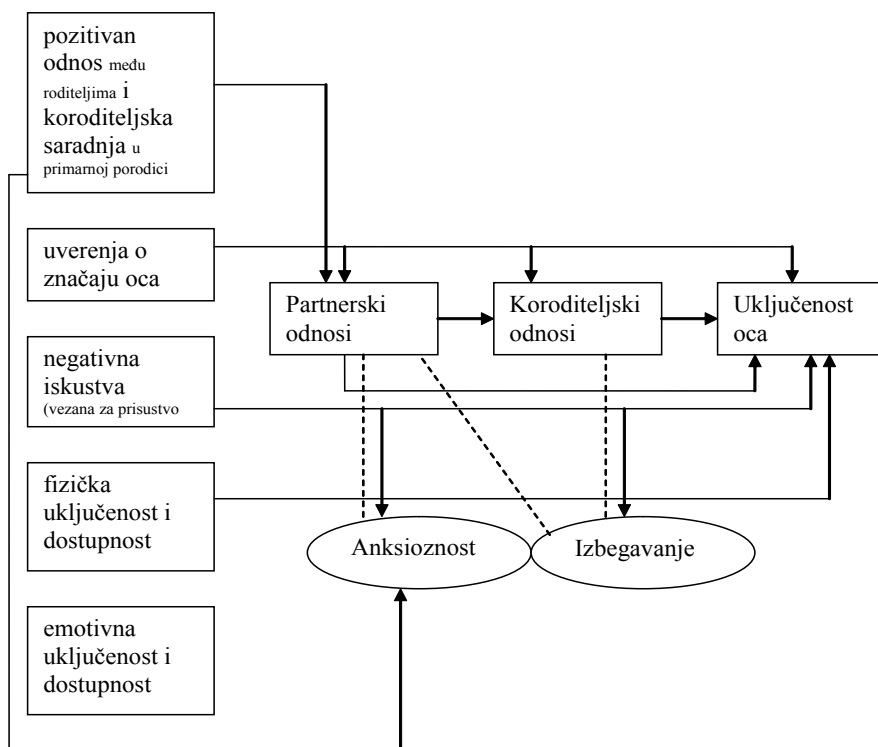 pozitivan
odnos među
roditeljima i
koroditeljska
saradnja u
primarnoj porodici
uverenja o
značaju oca
Partnerski
odnosi
Koroditeljski
odnosi
Uključenost
oca
negativna
iskustva
(vezana za prisustvo
fizička
uključenost i
dostupnost
Anksioznost
Izbegavanje
emotivna
uključenost i
dostupnost